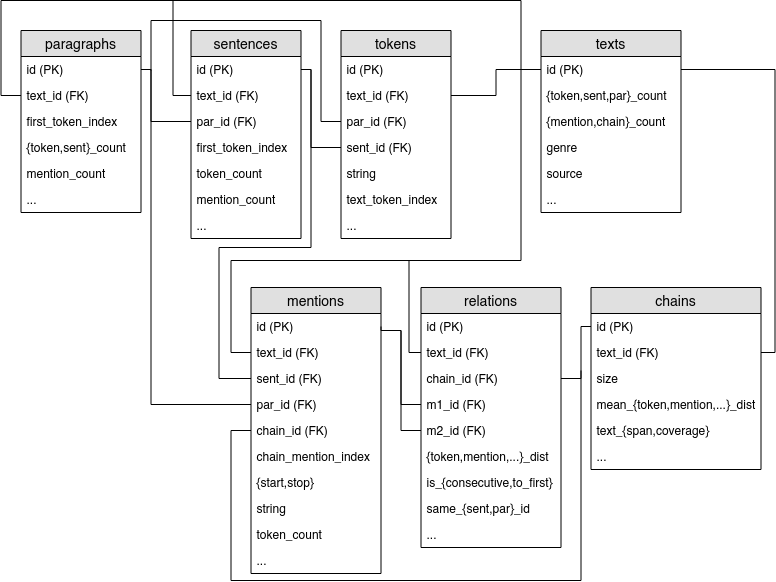 paragraphs
id (PK)
text_id (FK)
first_token_index
{token,sent}_count
mention_count
...
sentences
id (PK)
text_id (FK)
par_id (FK)
first_token_index
token_count
mention_count
...
tokens
id (PK)
text_id (FK)
par_id (FK)
sent_id (FK)
string
text_token_index
...
texts
id (PK)
{token,sent,par}_count
{mention,chain}_count
genre
source
...
mentions
id (PK)
text_id (FK)
sent_id (FK)
par_id (FK)
chain_id (FK)
chain_mention_index
{start,stop}
string
token_count
...
relations
id (PK)
text_id (FK)
chain_id (FK)
m1_id (FK)
m2_id (FK)
{token,mention,...}_dist
is_{consecutive,to_first}
same_{sent,par}_id
...
chains
id (PK)
text_id (FK)
size
mean_{token,mention,...}_dist
text_{span,coverage}
...